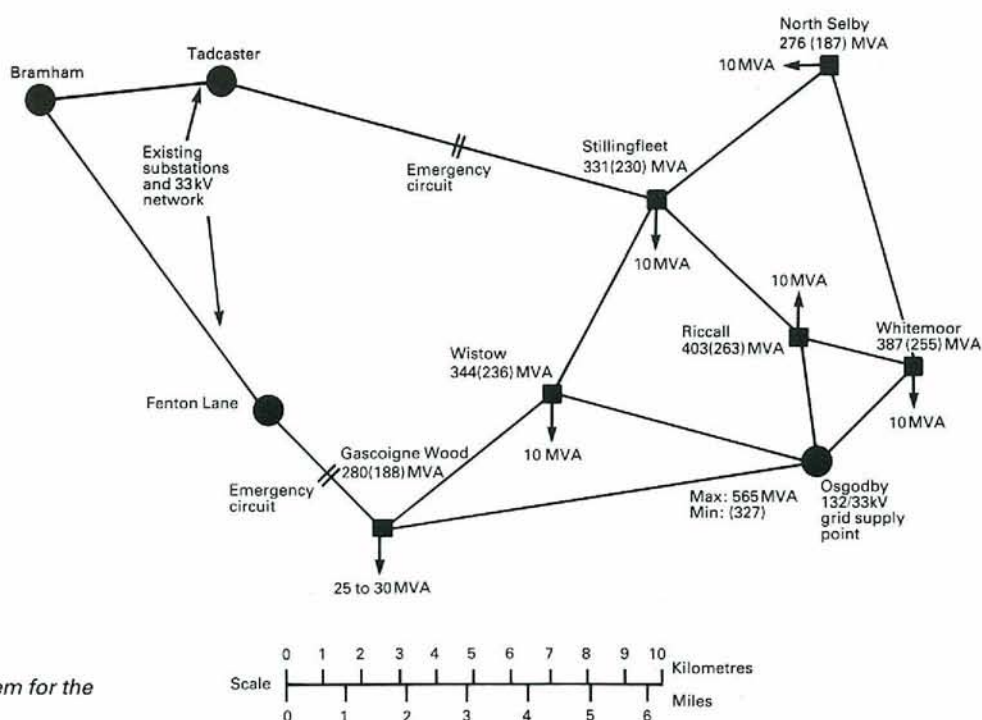 North Selby
276 (187) MVA
10 MVA
Tadcaster
Bramham
Existing
substations
and 33kV
network
Emergency
circuit
Stillingfleet
331(230) MVA
10 MVA
10 MVA
Riccall
403(263) MVA
Whitemoor
387 (255) MVA
10 MVA
Wistow
344(236) MVA
10 MVA
Fenton Lane
Gascoigne Wood
280(188) MVA
Emergency
circuit
Max: 565 MVA
Min: (327)
Osgodby
132/33kV
grid supply
point
25 to 30 MVA
em for the
Scale
0 1 2 3 4 5 6 7 8 9 10 Kilometres
0 1 2 3 4 5 6 Miles